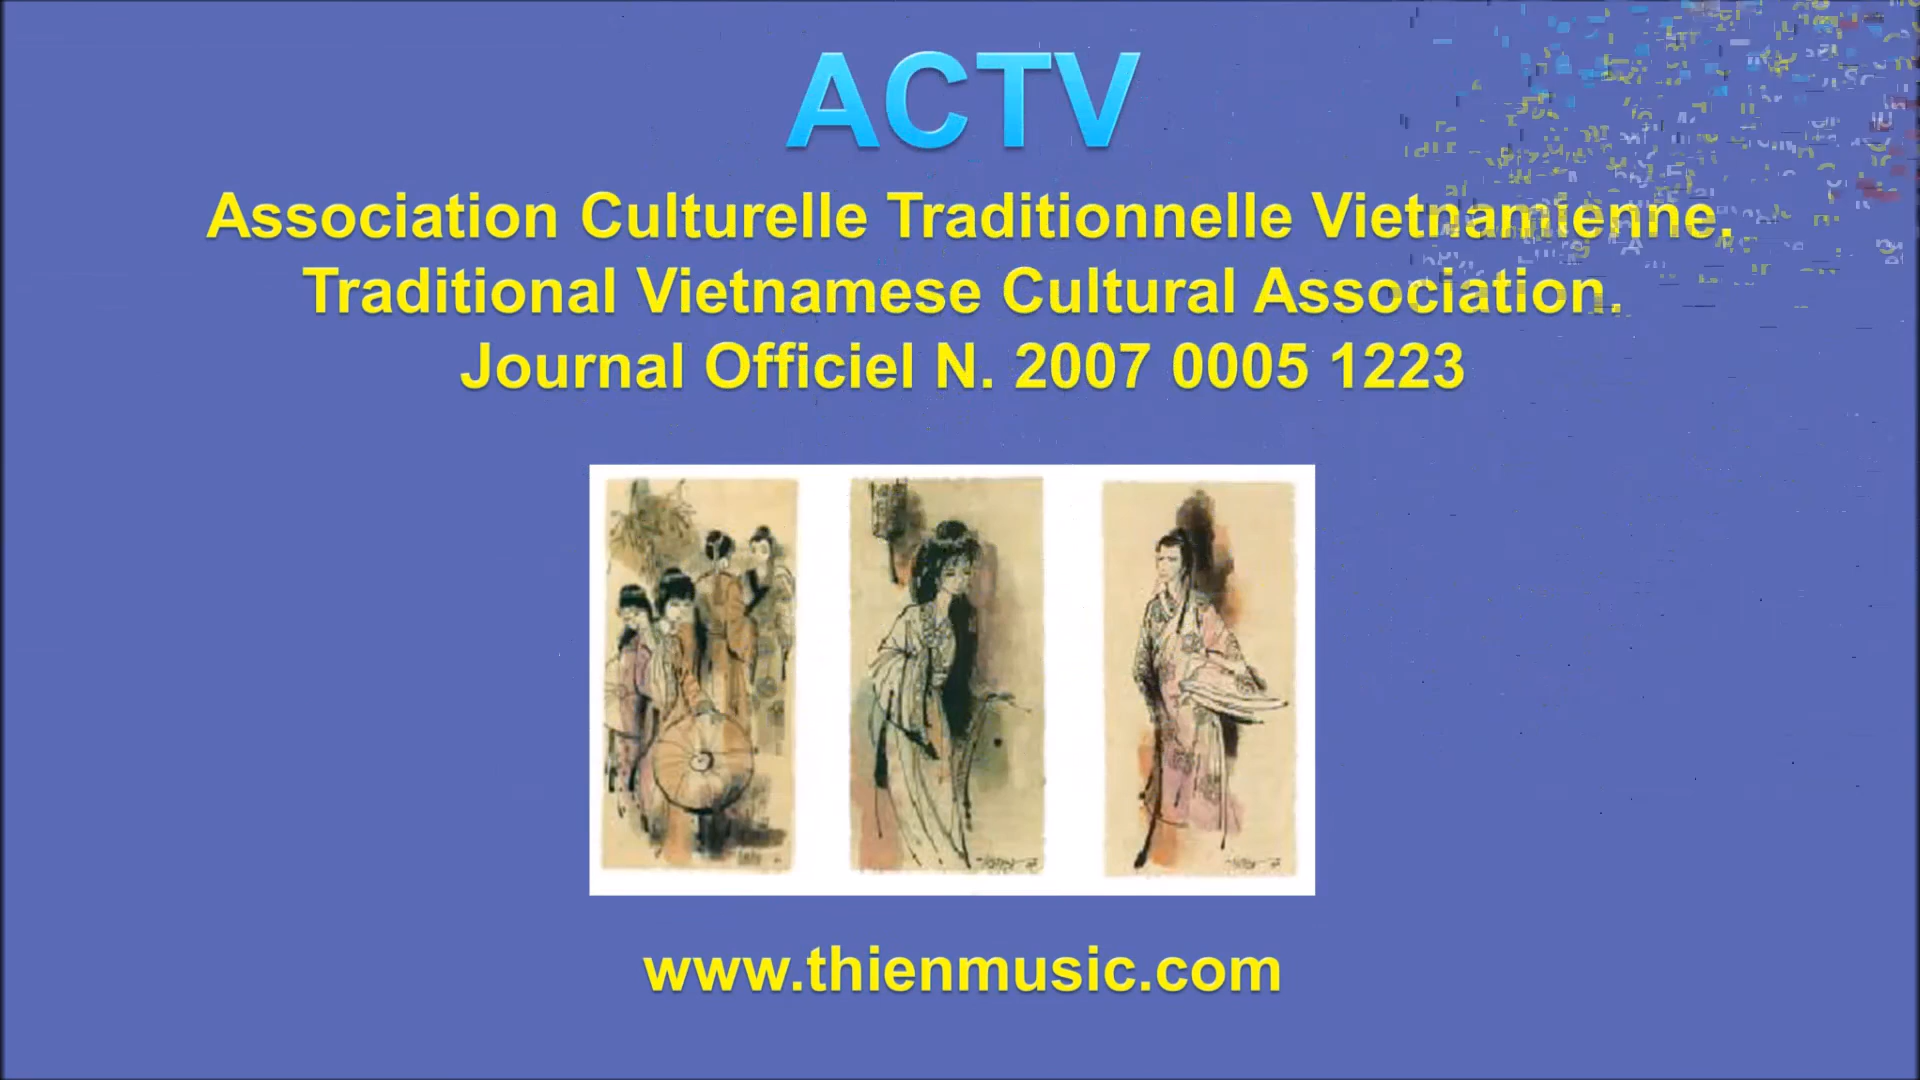 ACTV
Association Culturelle Traditionnelle Vietnamienne,
Traditional Vietnamese Cultural Association.
Journal Officiel N. 2007 0005 1223
www.thienmusic.com